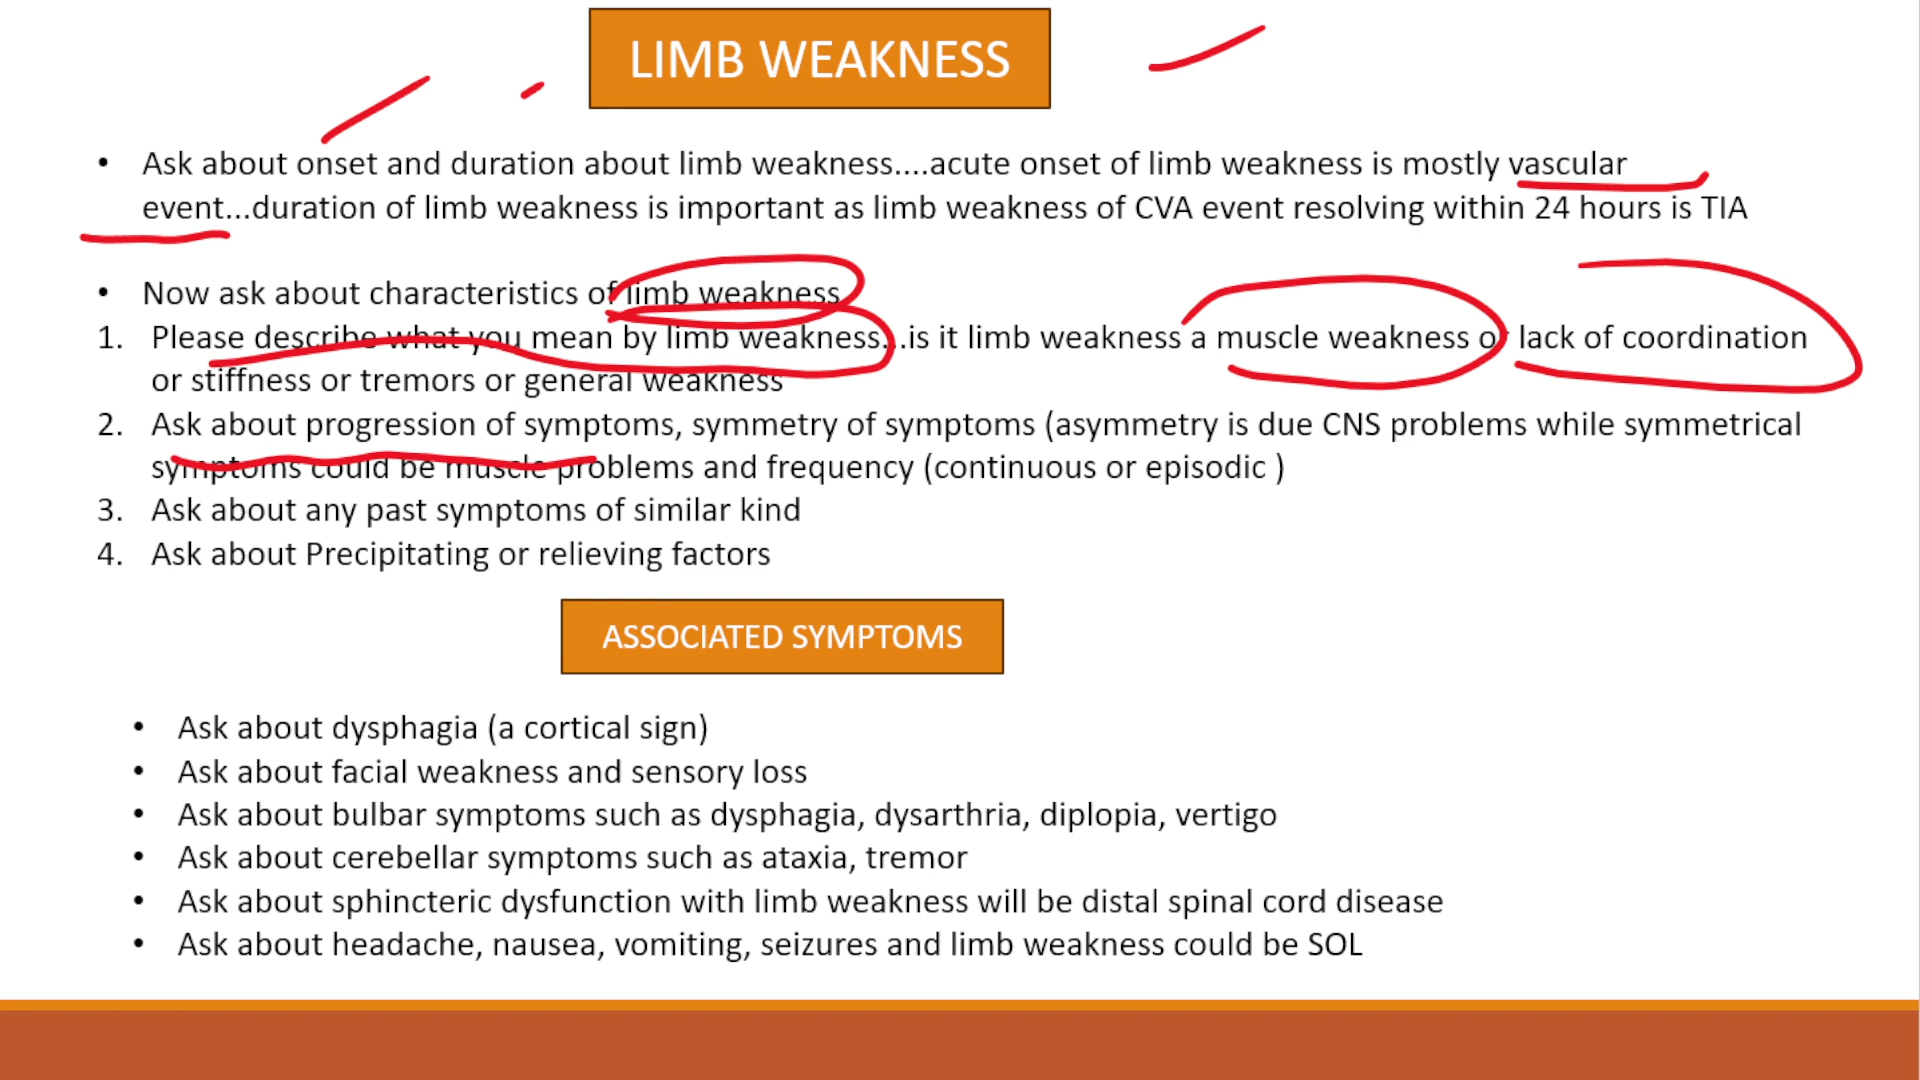 LIMB WEAKNESS
• Ask about onset and duration about limb weakness....acute onset of limb weakness is mostly vascular
event...duration of limb weakness is important as limb weakness of CVA event resolving within 24 hours is TIA
• Now ask about characteristics of limb weakness
1. Please describe what you mean by limb weakness...is it limb weakness a muscle weakness or lack of coordination
or stiffness or tremors or general weakness
2. Ask about progression of symptoms, symmetry of symptoms (asymmetry is due CNS problems while symmetrical
symptoms could be muscle problems and frequency (continuous or episodic )
3. Ask about any past symptoms of similar kind
4. Ask about Precipitating or relieving factors
ASSOCIATED SYMPTOMS
• Ask about dysphagia (a cortical sign)
• Ask about facial weakness and sensory loss
• Ask about bulbar symptoms such as dysphagia, dysarthria, diplopia, vertigo
• Ask about cerebellar symptoms such as ataxia, tremor
• Ask about sphincteric dysfunction with limb weakness will be distal spinal cord disease
• Ask about headache, nausea, vomiting, seizures and limb weakness could be SOL